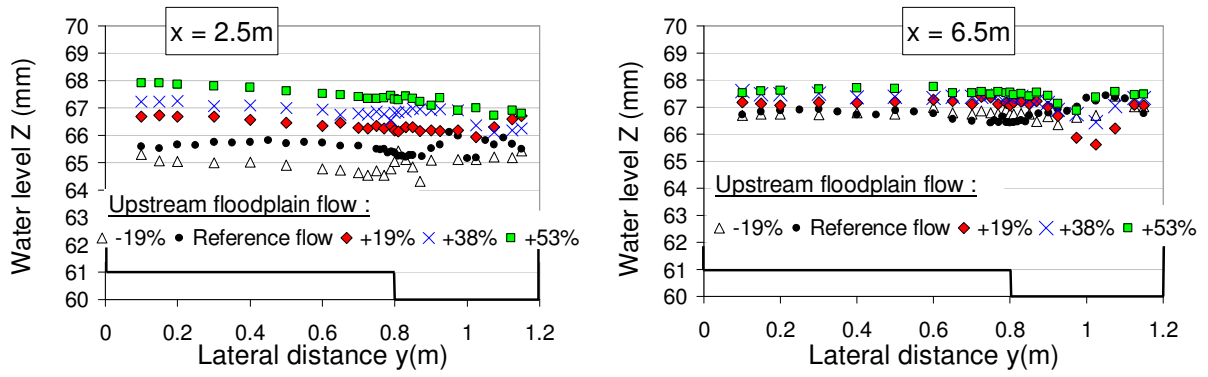 x = 2.5m
Water level Z (mm)
70
69
68
67
66
65
64
63
62
61
60
Upstream floodplain flow :
-19% Reference flow +19% +38% +53%
0 0.2 0.4 0.6 0.8 1 1.2
Lateral distance y(m)
x = 6.5m
Water level Z (mm)
70
69
68
67
66
65
64
63
62
61
60
Upstream floodplain flow :
-19% Reference flow +19% +38% +53%
0 0.2 0.4 0.6 0.8 1 1.2
Lateral distance y(m)